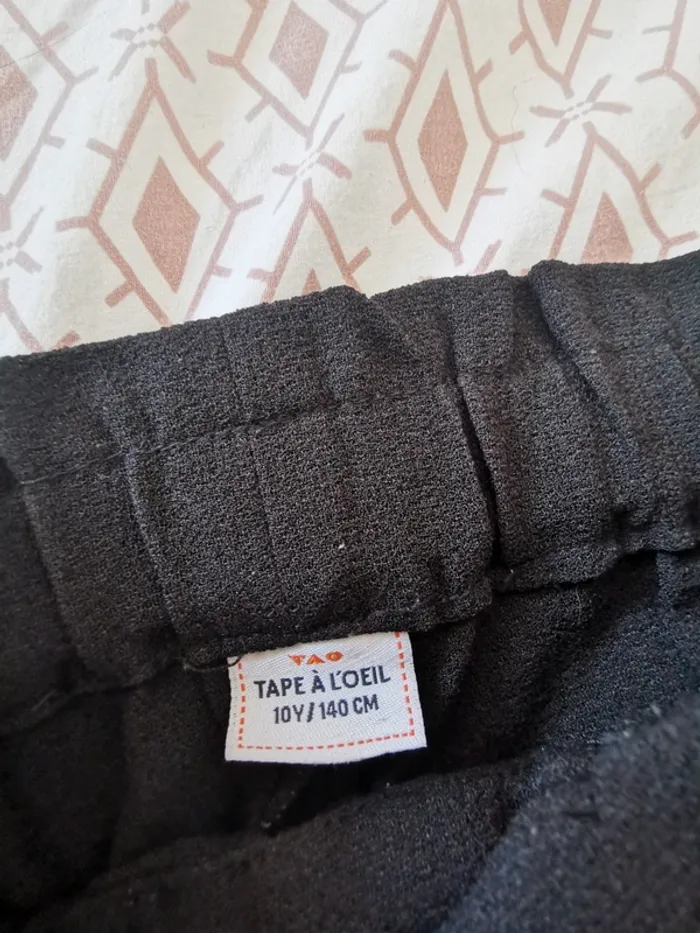 TAO
TAPE À L'OEIL
10Y/140 CM